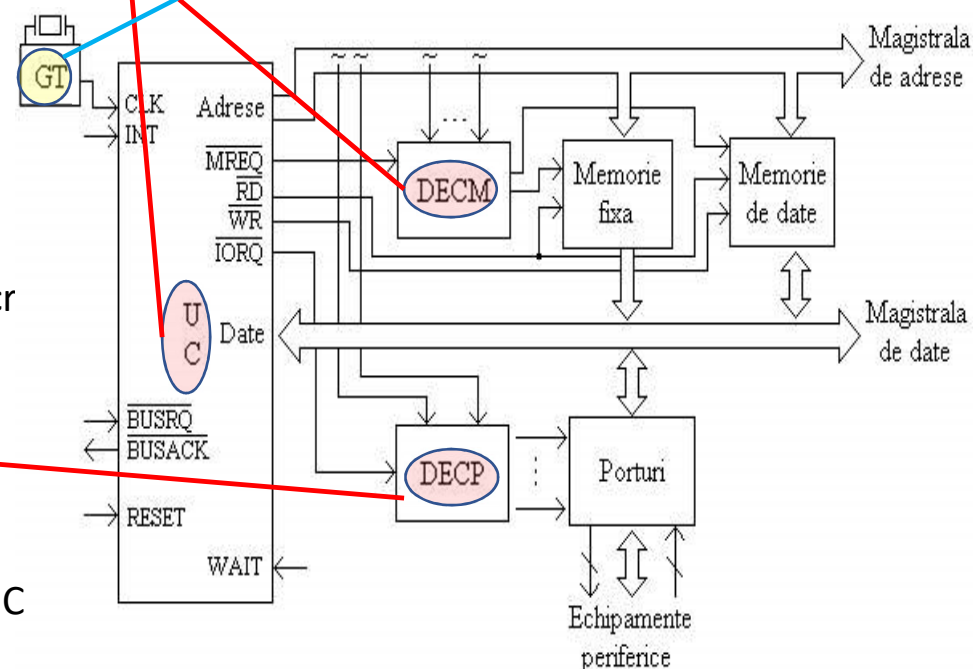 GT
Magistrala
de adrese
CLK
INT
Adrese
MREQ
RD
WR
IORQ
DECM
...
Memorie
fixa
Memorie
de date
cr
U
C
Date
Magistrala
de date
BUSRQ
BUSACK
DECP
Porturi
RESET
WAIT
C
Echipamente
periferice